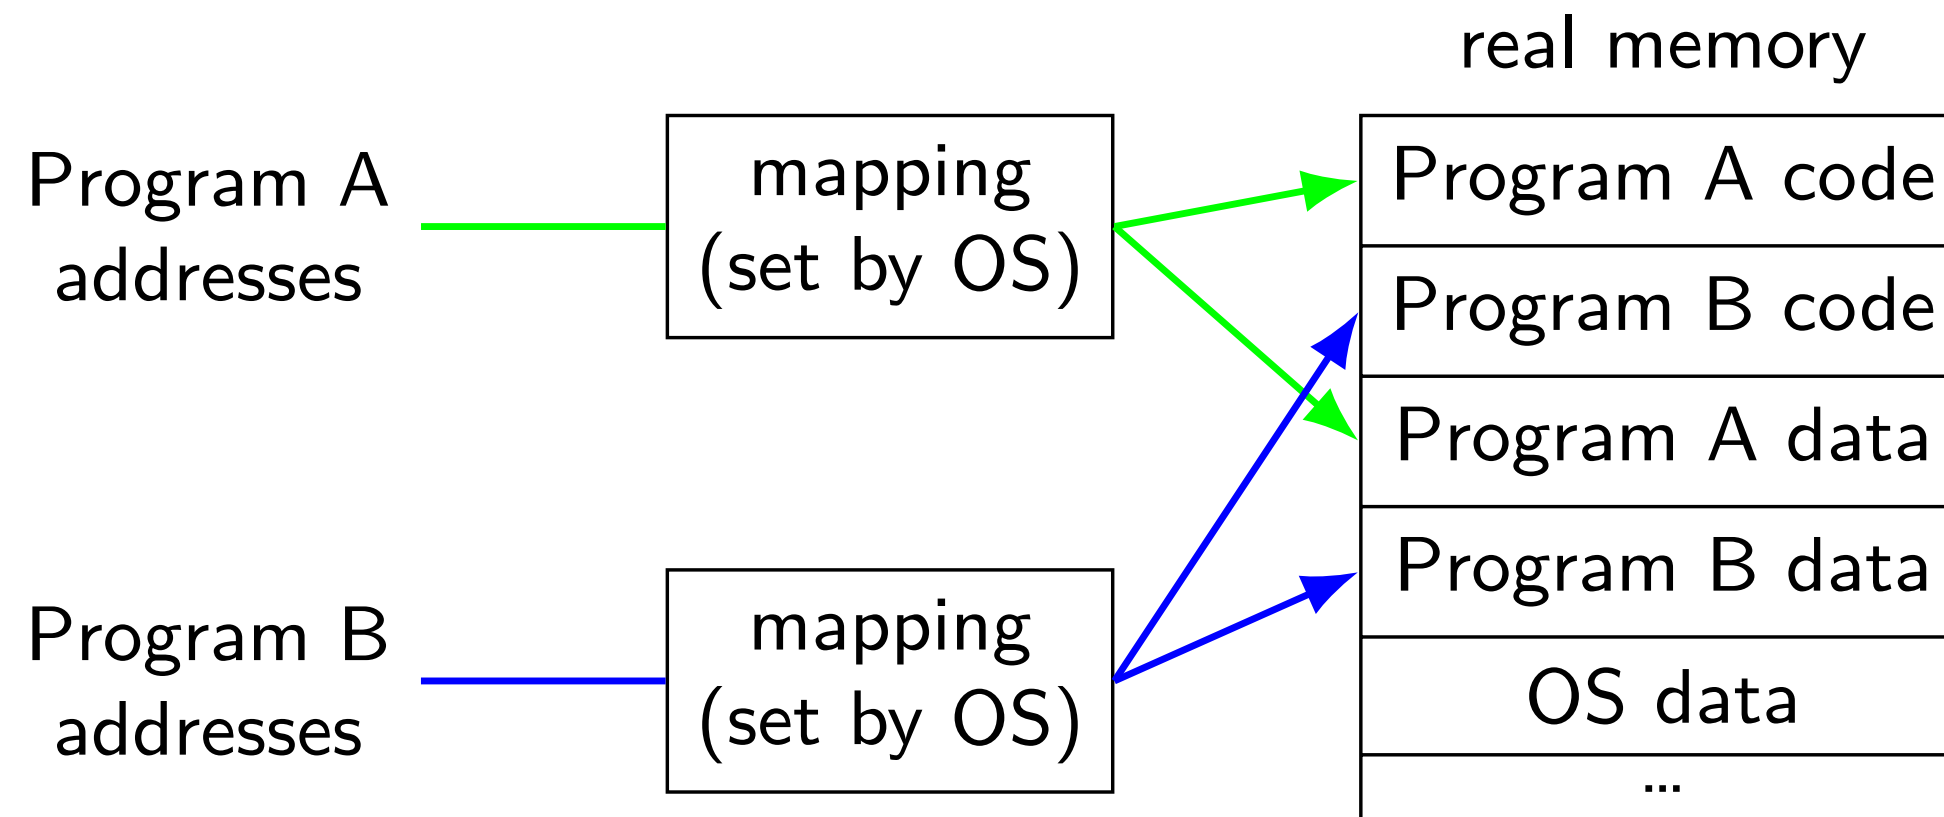 real memory
Program A
addresses
mapping
(set by OS)
Program A code
Program B code
Program A data
Program B data
OS data
...
Program B
addresses
mapping
(set by OS)